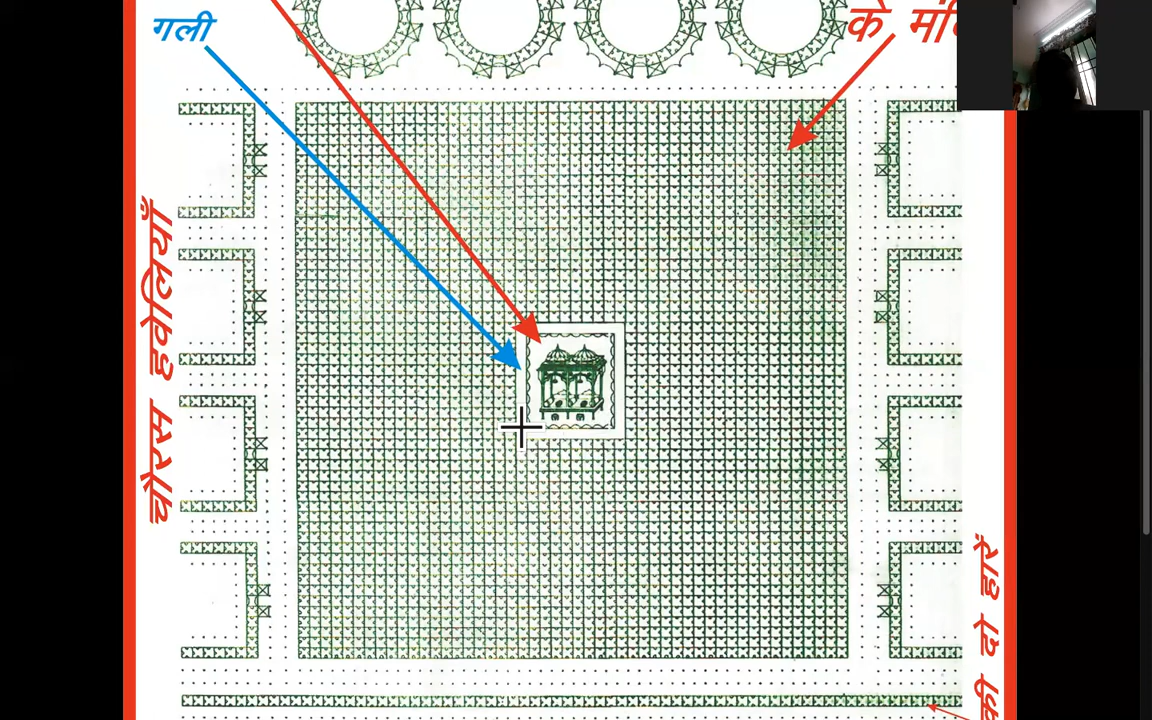 गली
के
चौरस हवेलियाँ
की दो हारें